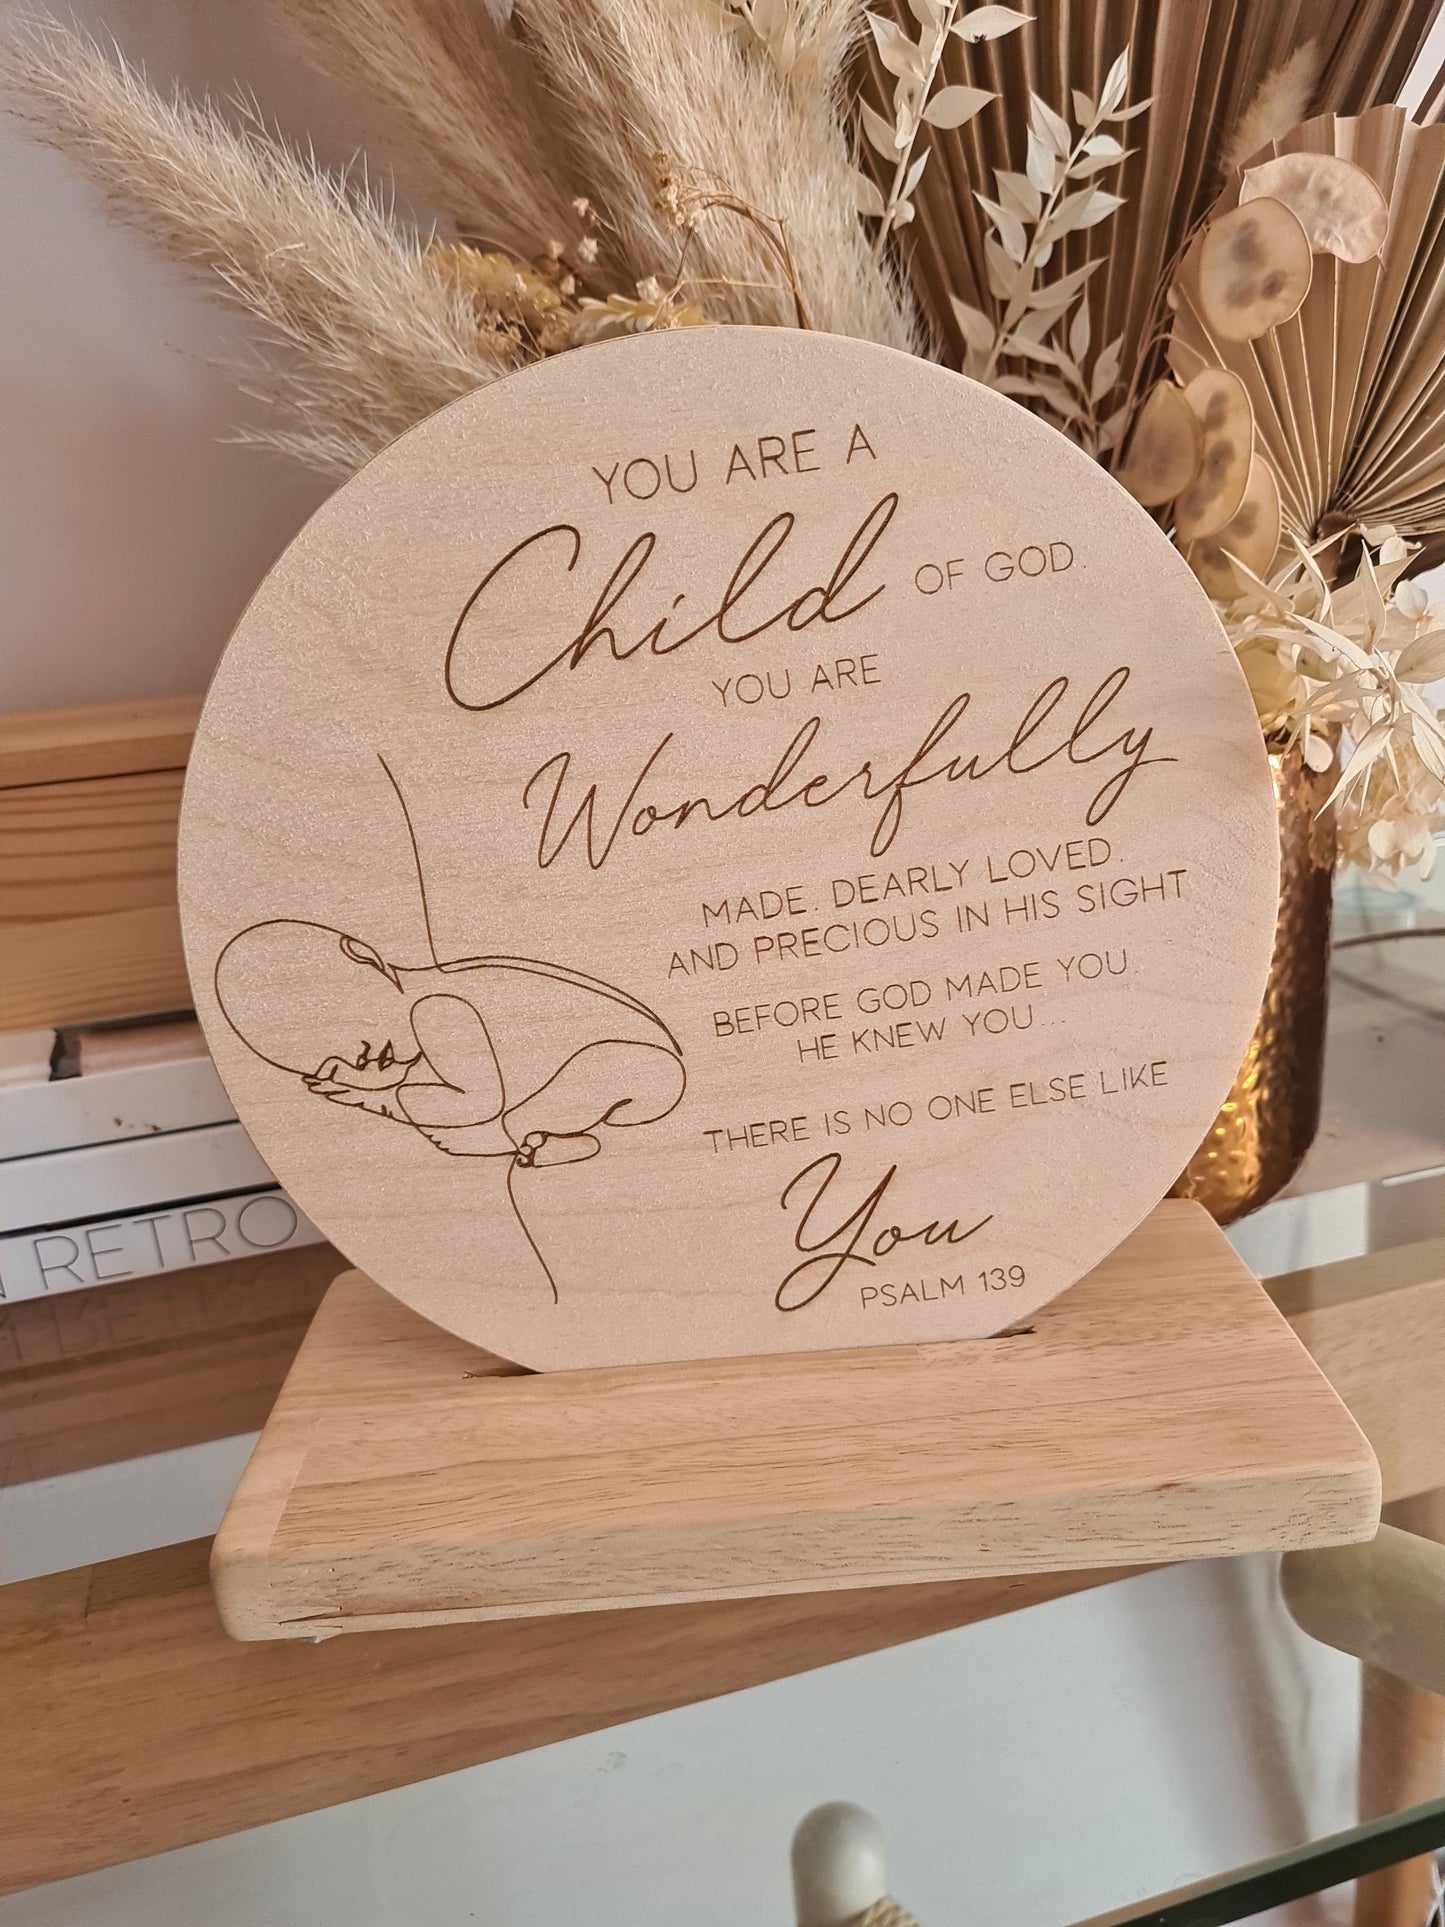 YOU ARE A
Child OF GOD.
YOU ARE
Wonderfully
MADE. DEARLY LOVED.
AND PRECIOUS IN HIS SIGHT
BEFORE GOD MADE YOU.
HE KNEW YOU...
THERE IS NO ONE ELSE LIKE
You
PSALM 139
RETRO